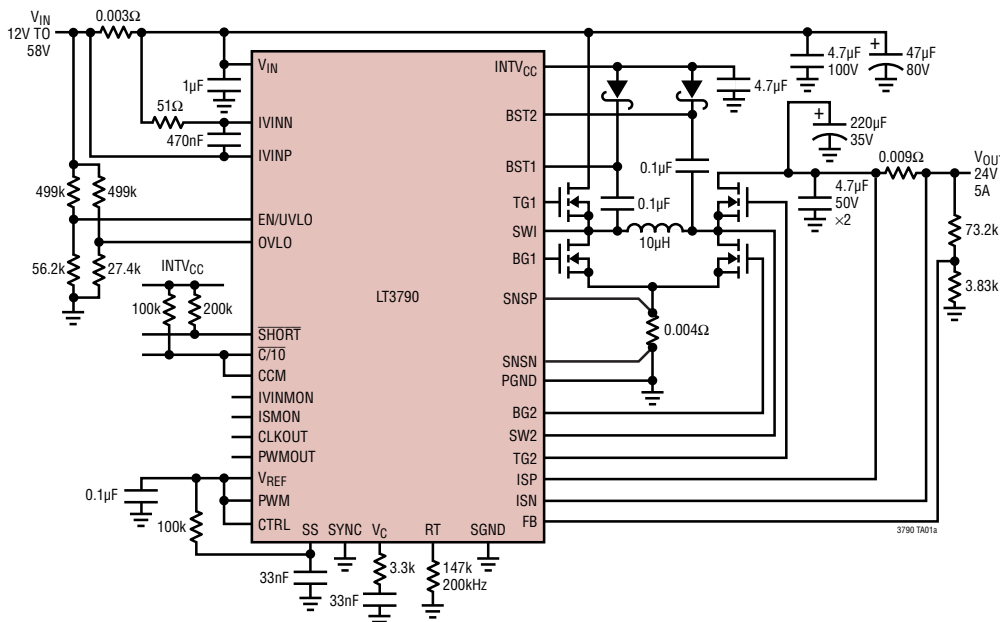 VIN
12V TO
58V
0.003Ω
1µF
51Ω
470nF
499k
499k
56.2k
27.4k
INTVCC
100k
200k
0.1µF
100k
33nF
33nF
3.3k
147k
200kHz
LT3790
VIN
IVINN
IVINP
EN/UVLO
OVLO
SHORT
C/10
CCM
IVINMON
ISMON
CLKOUT
PWMOUT
VREF
PWM
CTRL
SS
SYNC
VC
RT
SGND
INTVCC
BST2
BST1
TG1
SWI
BG1
SNSP
SNSN
PGND
BG2
SW2
TG2
ISP
ISN
FB
4.7µF
0.1µF
0.1µF
10µH
0.004Ω
4.7µF
100V
+
47µF
80V
+
220µF
35V
4.7µF
50V
×2
0.009Ω
VOUT
24V
5A
73.2k
3.83k
3790 TA01a